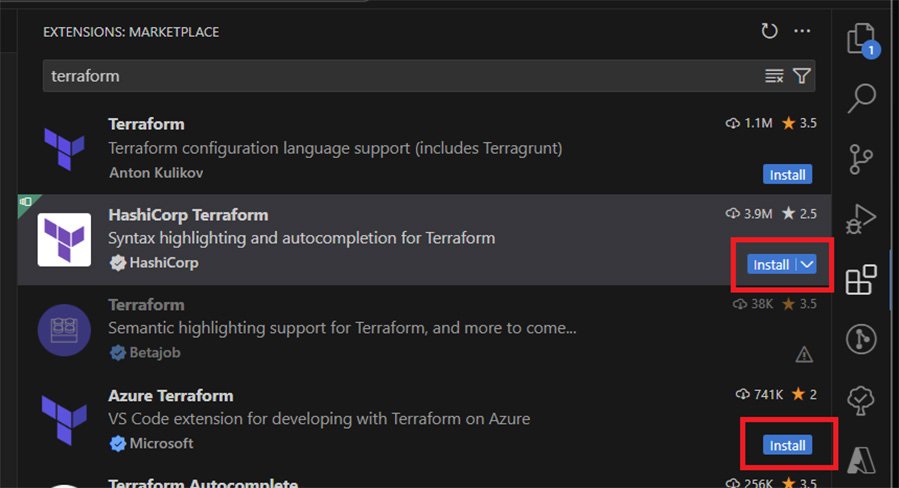 EXTENSIONS: MARKETPLACE
1
terraform
Terraform 1.1M 3.5
Terraform configuration language support (includes Terragrunt)
Anton Kulikov Install
HashiCorp Terraform 3.9M 2.5
Syntax highlighting and autocompletion for Terraform
HashiCorp Install
Terraform 38K 3.5
Semantic highlighting support for Terraform, and more to come...
Betajob
Azure Terraform 741K 2
VS Code extension for developing with Terraform on Azure
Microsoft Install
Terraform Autocomplete 256K 3.5